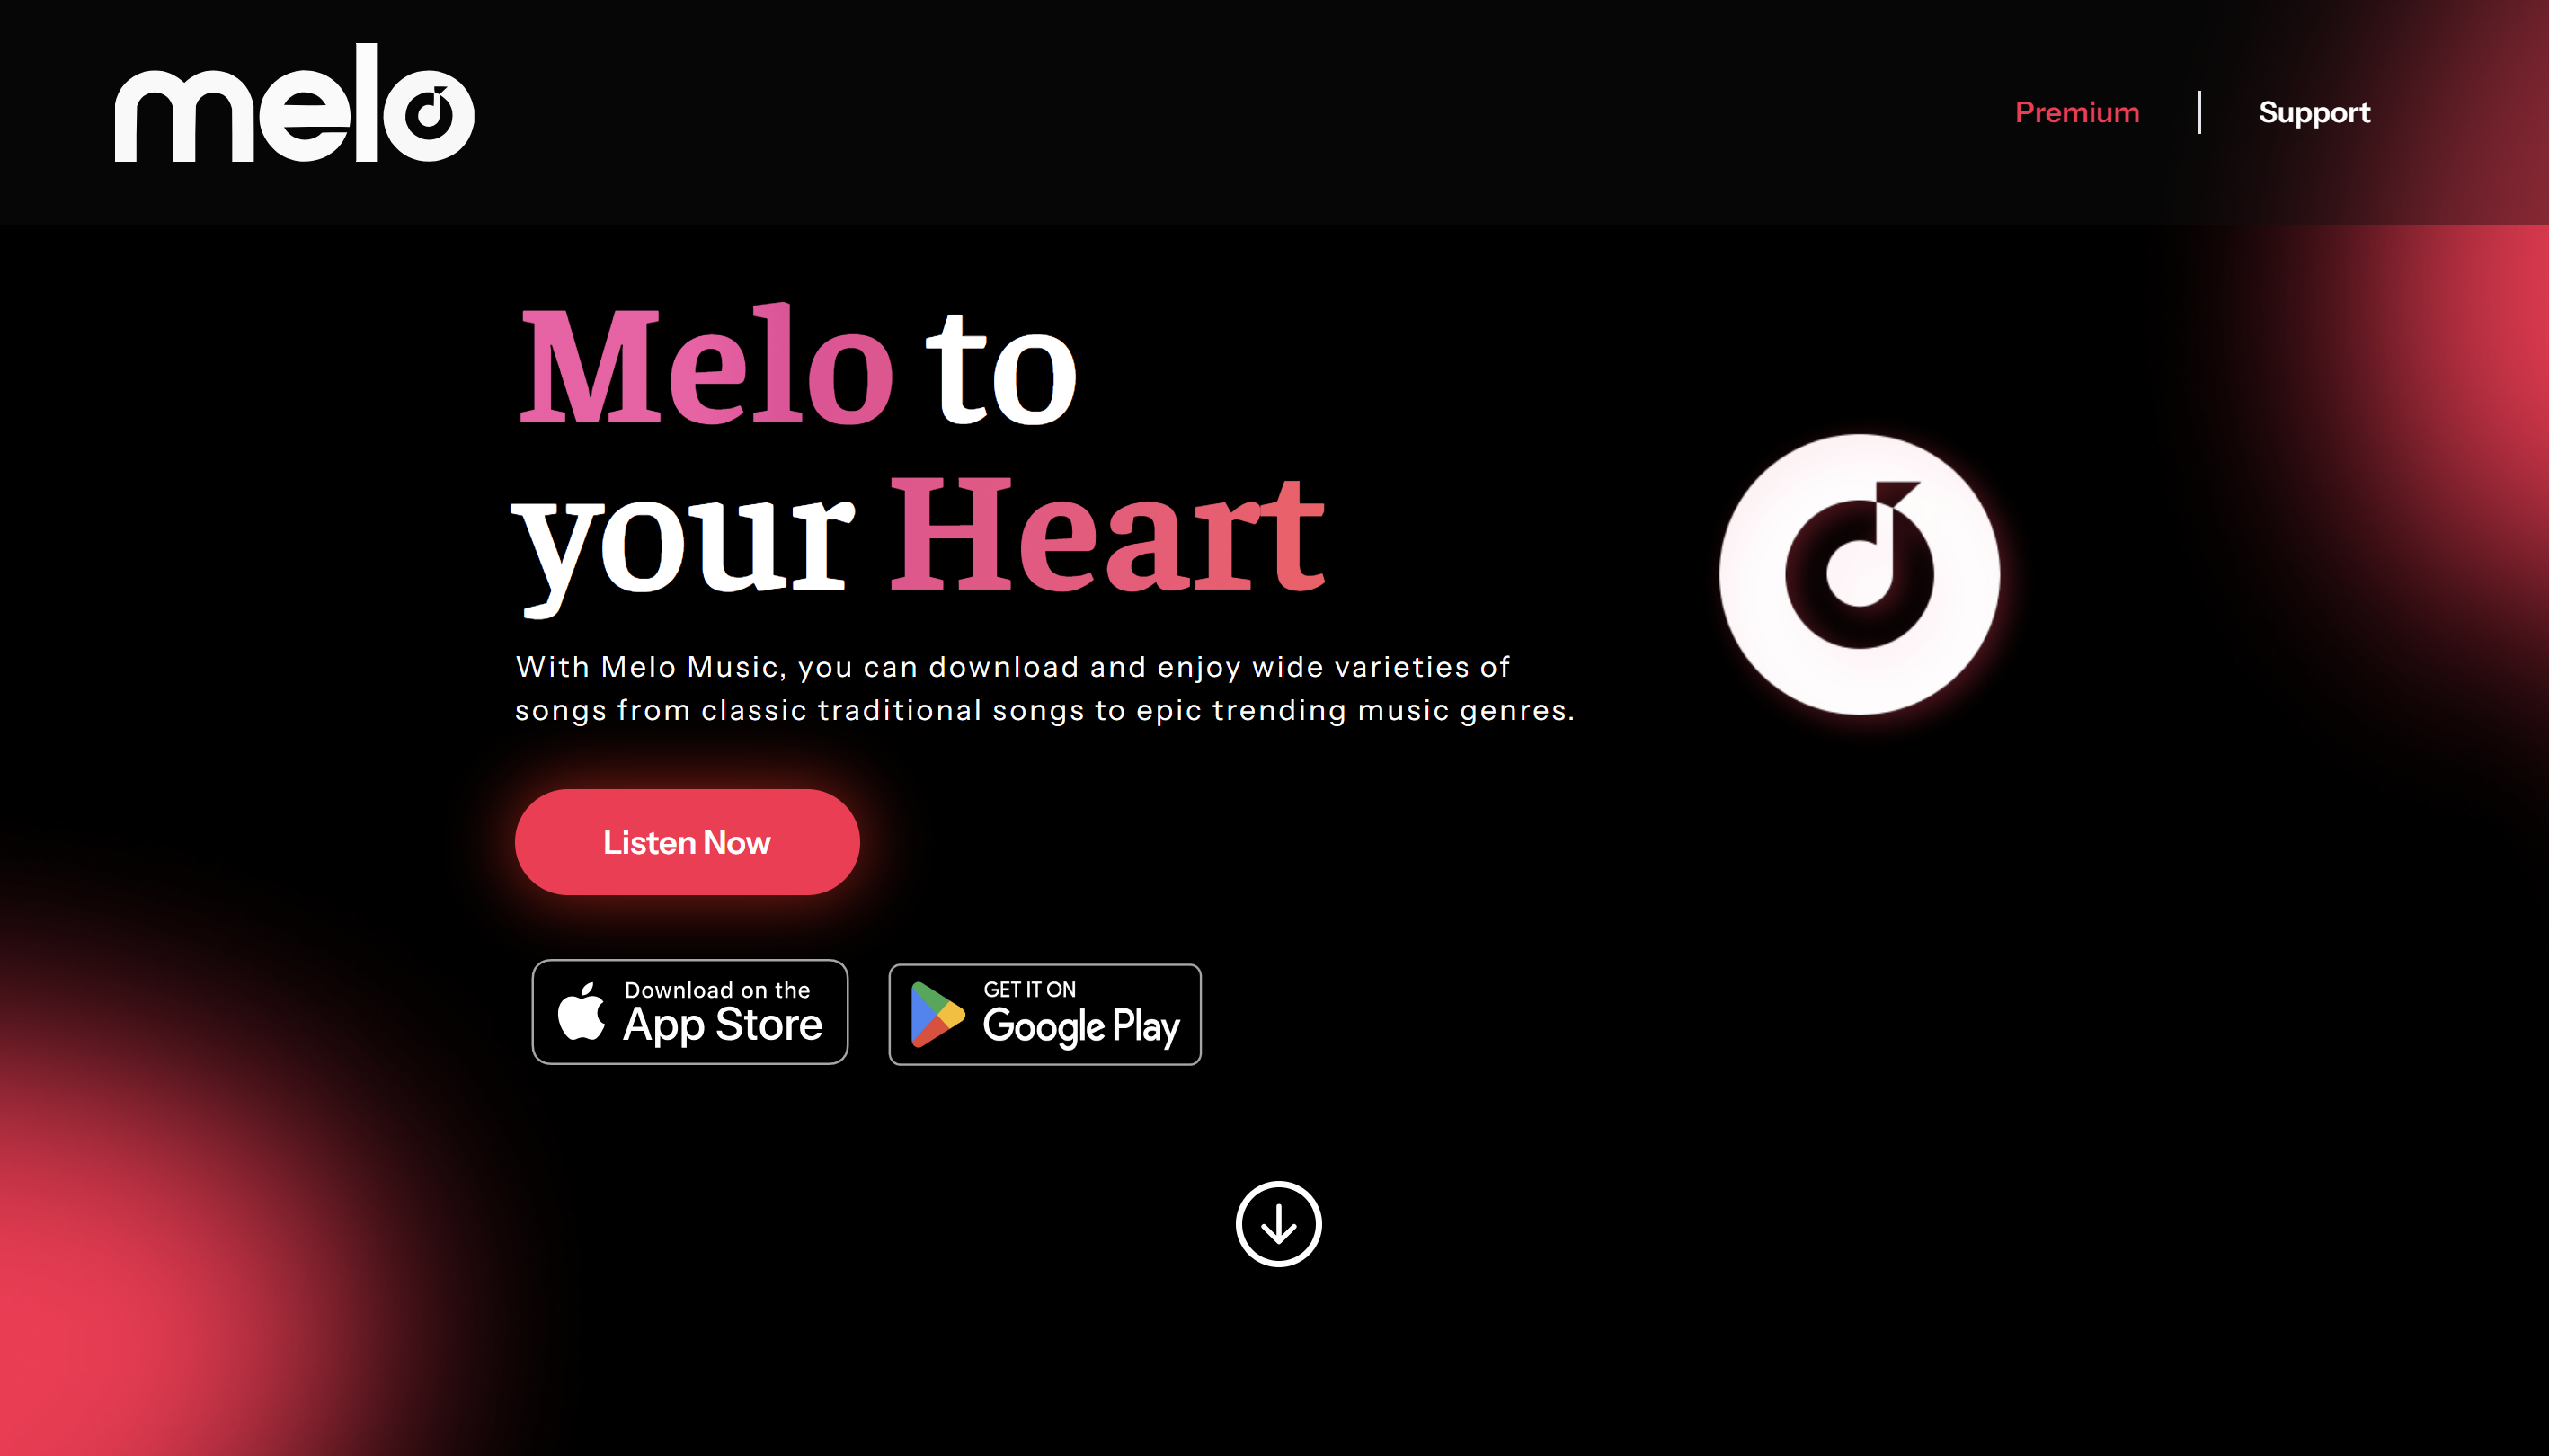 melo
Premium | Support
Melo to
your Heart
With Melo Music, you can download and enjoy wide varieties of
songs from classic traditional songs to epic trending music genres.
Listen Now
Download on the
App Store
GET IT ON
Google Play